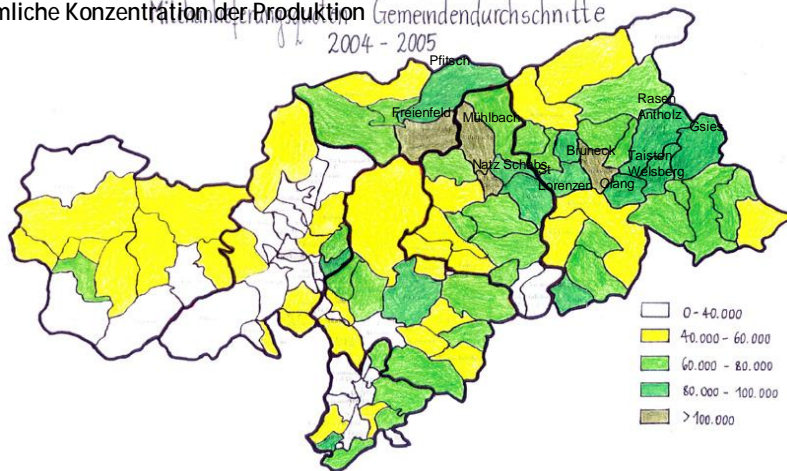 mliche Konzentration der Produktion
Gemeindendurchschnitte
2004 - 2005
Pfitsch
Freienfeld
Mühlbach
Rasen
Antholz
Gsies
Natz Schabs
Bruneck
Taisten
St
Welsberg
Lorenzen
Olang
0 - 40.000
40.000 - 60.000
60.000 - 80.000
80.000 - 100.000
>100.000